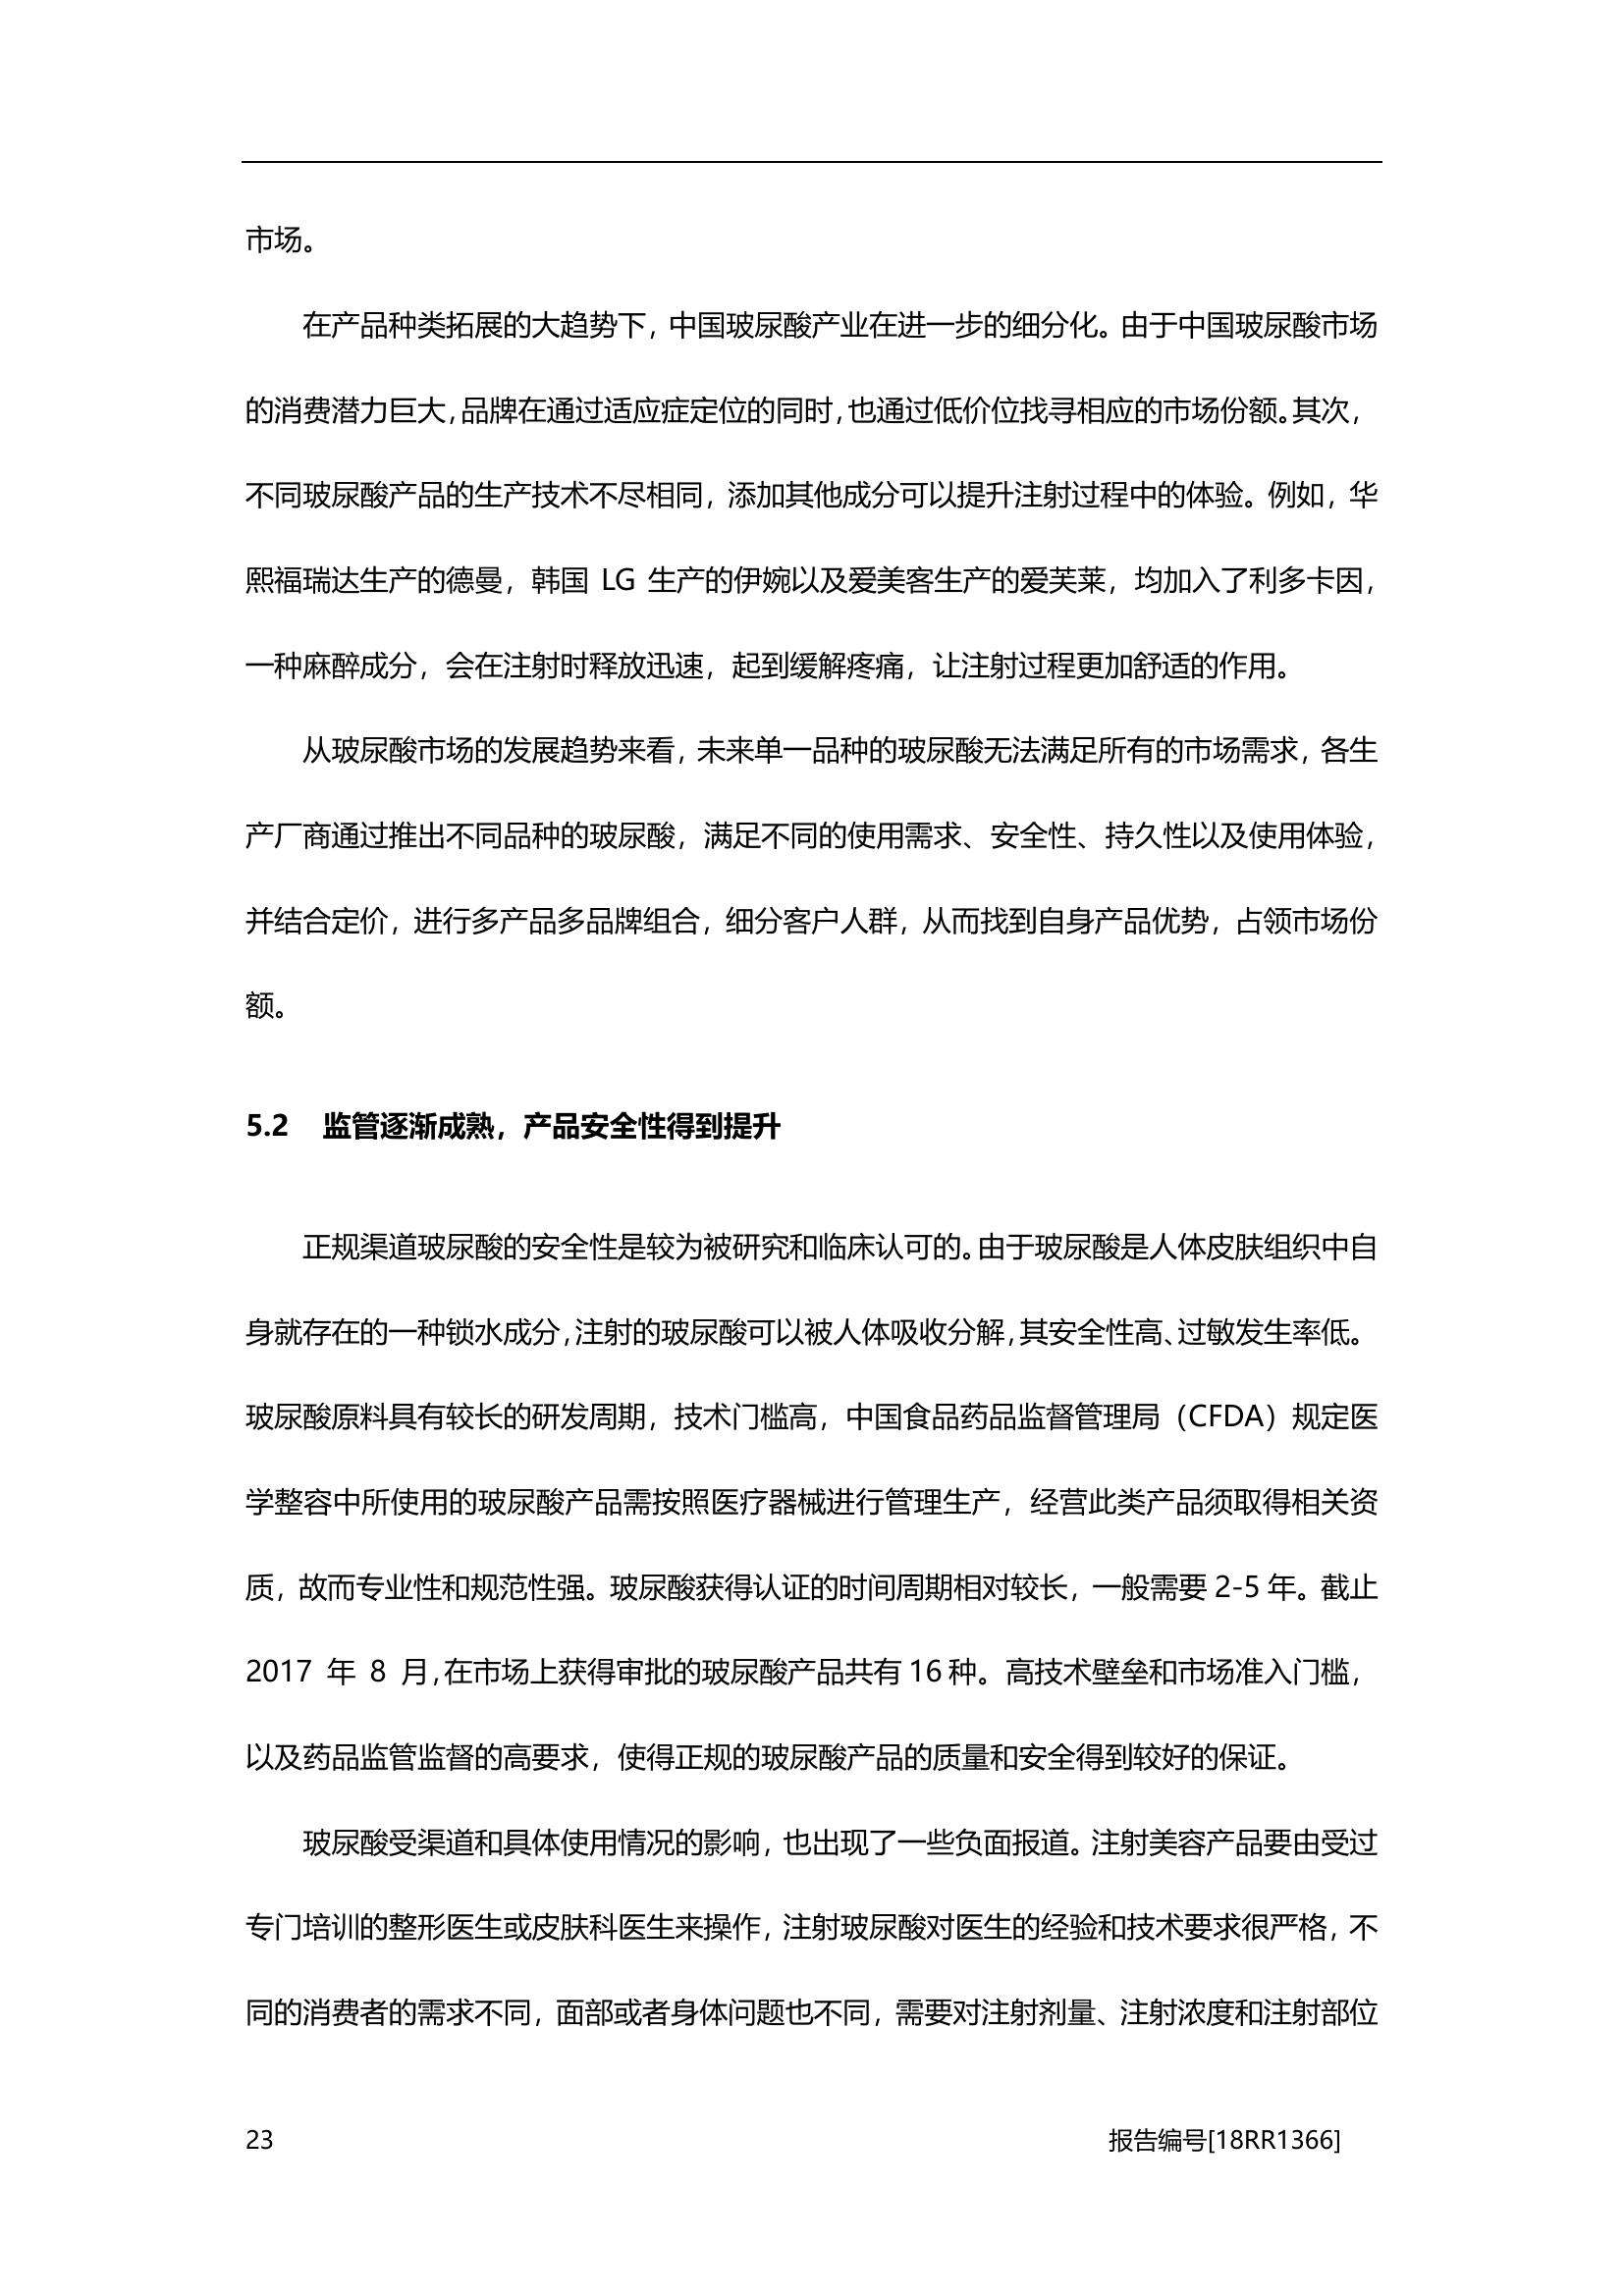 市场。
在产品种类拓展的大趋势下，中国玻尿酸产业在进一步的细分化。由于中国玻尿酸市场
的消费潜力巨大，品牌在通过适应症定位的同时，也通过低价位找寻相应的市场份额。其次，
不同玻尿酸产品的生产技术不尽相同，添加其他成分可以提升注射过程中的体验。例如，华
熙福瑞达生产的德曼，韩国 LG 生产的伊婉以及爱美客生产的爱芙莱，均加入了利多卡因，
一种麻醉成分，会在注射时释放迅速，起到缓解疼痛，让注射过程更加舒适的作用。
从玻尿酸市场的发展趋势来看，未来单一品种的玻尿酸无法满足所有的市场需求，各生
产厂商通过推出不同品种的玻尿酸，满足不同的使用需求、安全性、持久性以及使用体验，
并结合定价，进行多产品多品牌组合，细分客户人群，从而找到自身产品优势，占领市场份
额。
5.2 监管逐渐成熟，产品安全性得到提升
正规渠道玻尿酸的安全性是较为被研究和临床认可的。由于玻尿酸是人体皮肤组织中自
身就存在的一种锁水成分，注射的玻尿酸可以被人体吸收分解，其安全性高、过敏发生率低。
玻尿酸原料具有较长的研发周期，技术门槛高，中国食品药品监督管理局（CFDA）规定医
学整容中所使用的玻尿酸产品需按照医疗器械进行管理生产，经营此类产品须取得相关资
质，故而专业性和规范性强。玻尿酸获得认证的时间周期相对较长，一般需要 2-5 年。截止
2017 年 8 月，在市场上获得审批的玻尿酸产品共有 16 种。高技术壁垒和市场准入门槛，
以及药品监管监督的高要求，使得正规的玻尿酸产品的质量和安全得到较好的保证。
玻尿酸受渠道和具体使用情况的影响，也出现了一些负面报道。注射美容产品要由受过
专门培训的整形医生或皮肤科医生来操作，注射玻尿酸对医生的经验和技术要求很严格，不
同的消费者的需求不同，面部或者身体问题也不同，需要对注射剂量、注射浓度和注射部位
23 报告编号[18RR1366]